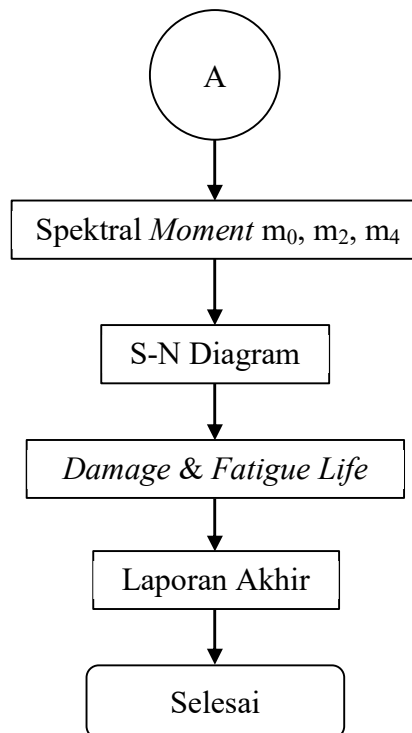 A
Spektral Moment m₀, m₂, m₄
S-N Diagram
Damage & Fatigue Life
Laporan Akhir
Selesai